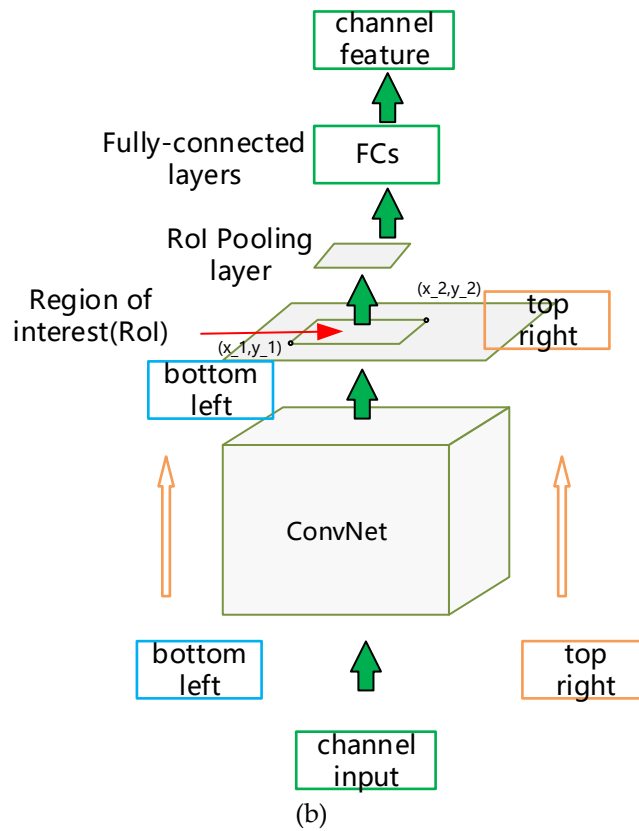 channel
feature
Fully-connected
layers
FCs
RoI Pooling
layer
Region of
interest(RoI)
(x_2,y_2)
top
right
(x_1,y_1)
bottom
left
ConvNet
bottom
left
top
right
channel
input
(b)